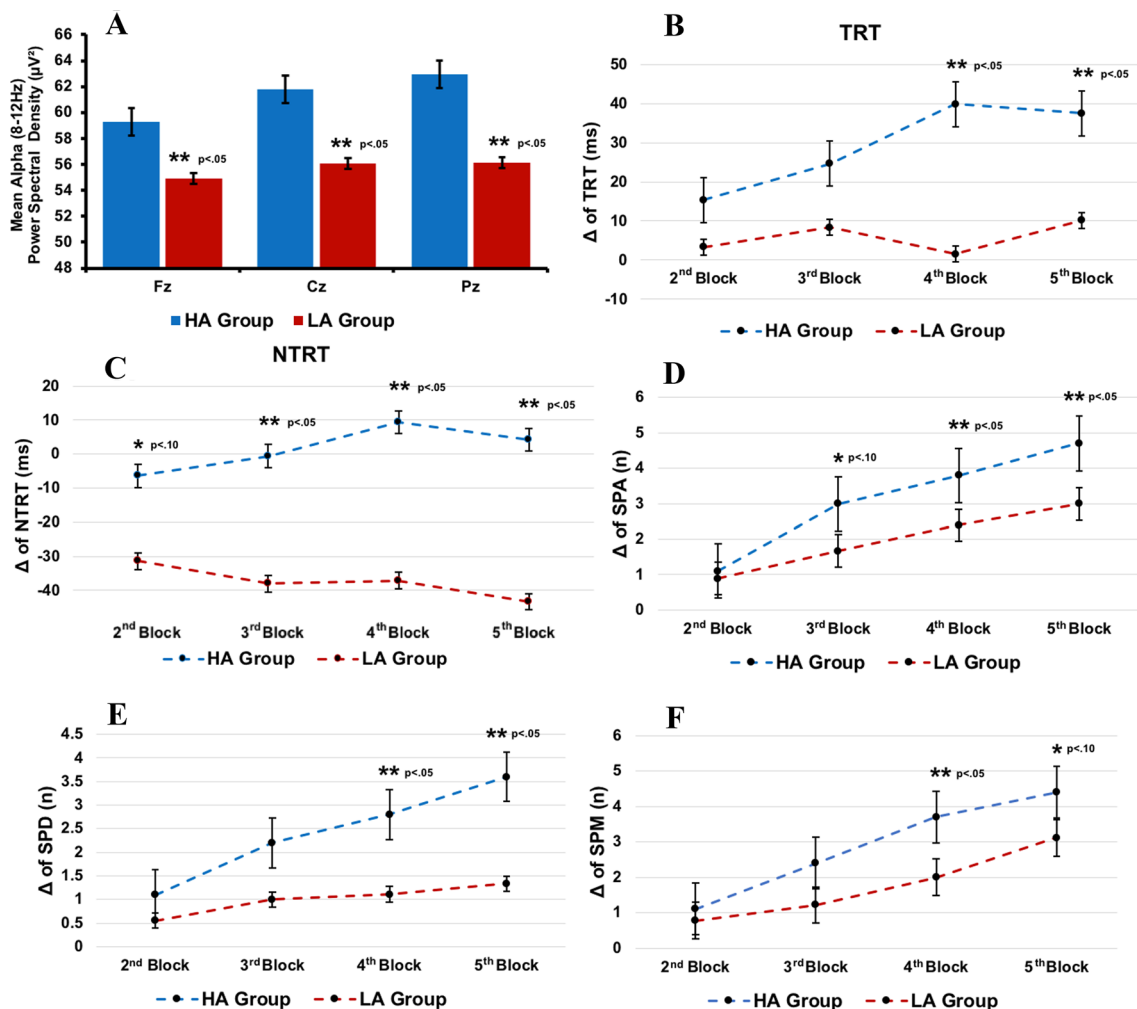 A
Mean Alpha (8-12Hz)
Power Spectral Density (µV²)
64
62
60
58
56
54
52
50
48
** p<.05
** p<.05
** p<.05
Fz Cz Pz
HA Group LA Group
B
TRT
Δ of TRT (ms)
50
40
30
20
10
0
-10
** p<.05
** p<.05
2nd Block 3rd Block 4th Block 5th Block
HA Group LA Group
C
NTRT
Δ of NTRT (ms)
20
10
0
-10
-20
-30
-40
* p<.10
** p<.05
** p<.05
** p<.05
2nd Block 3rd Block 4th Block 5th Block
HA Group LA Group
D
Δ of SPA (n)
6
5
4
3
2
1
0
* p<.10
** p<.05
** p<.05
2nd Block 3rd Block 4th Block 5th Block
HA Group LA Group
E
Δ of SPD (n)
4.5
4
3.5
3
2.5
2
1.5
1
0.5
0
** p<.05
** p<.05
2nd Block 3rd Block 4th Block 5th Block
HA Group LA Group
F
Δ of SPM (n)
6
5
4
3
2
1
0
** p<.05
* p<.10
2nd Block 3rd Block 4th Block 5th Block
HA Group LA Group